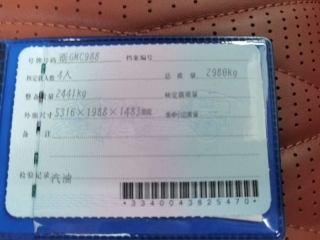 号牌号码 浙GMC988 档案编号
核定载人数 4人 总质量 2980kg
整备质量 2441kg 核定载质量
外廓尺寸 5316×1988×1483mm 准牵引总质量
备注
检验记录 汽油
*3340043825470*